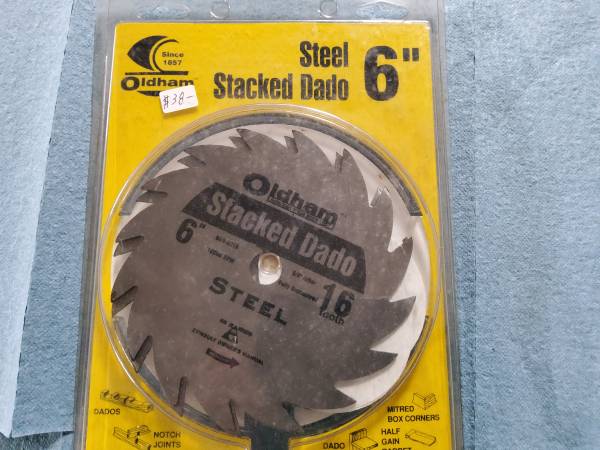 Since
1857
Oldham
Steel
Stacked Dado
6"
$38-
Oldham
Stacked Dado
6"
16
Tooth
STEEL
DADOS
NOTCH
JOINTS
MITRED
BOX CORNERS
DADO
HALF
GAIN